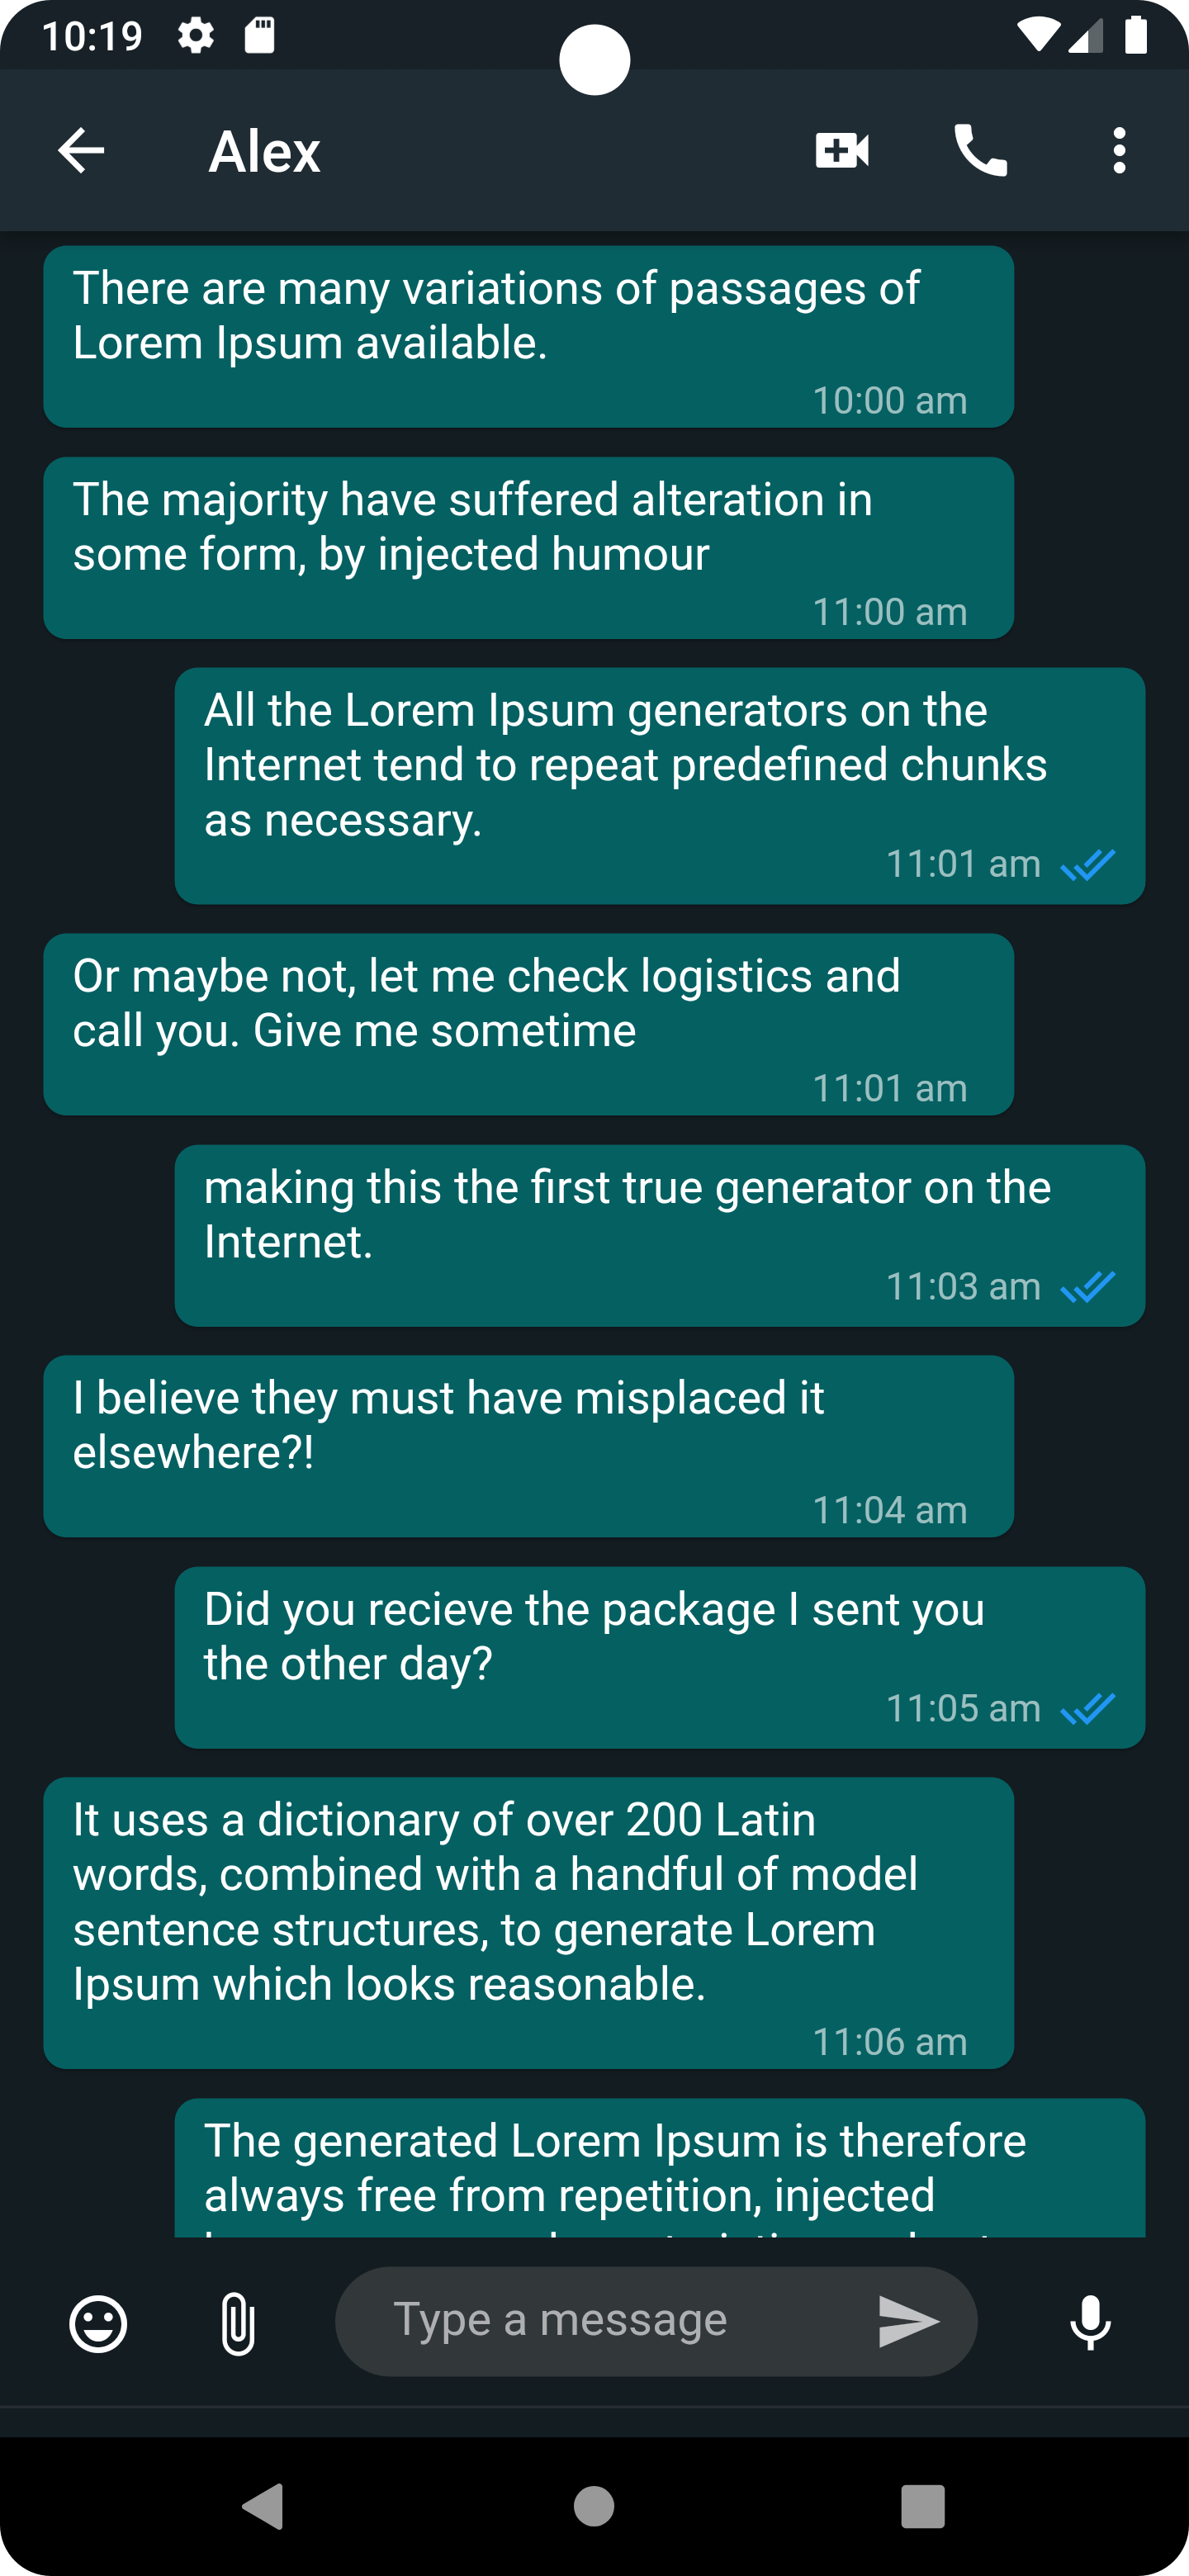 10:19
Alex
There are many variations of passages of
Lorem Ipsum available.
10:00 am
The majority have suffered alteration in
some form, by injected humour
11:00 am
All the Lorem Ipsum generators on the
Internet tend to repeat predefined chunks
as necessary.
11:01 am
Or maybe not, let me check logistics and
call you. Give me sometime
11:01 am
making this the first true generator on the
Internet.
11:03 am
I believe they must have misplaced it
elsewhere?!
11:04 am
Did you recieve the package I sent you
the other day?
11:05 am
It uses a dictionary of over 200 Latin
words, combined with a handful of model
sentence structures, to generate Lorem
Ipsum which looks reasonable.
11:06 am
The generated Lorem Ipsum is therefore
always free from repetition, injected
Type a message